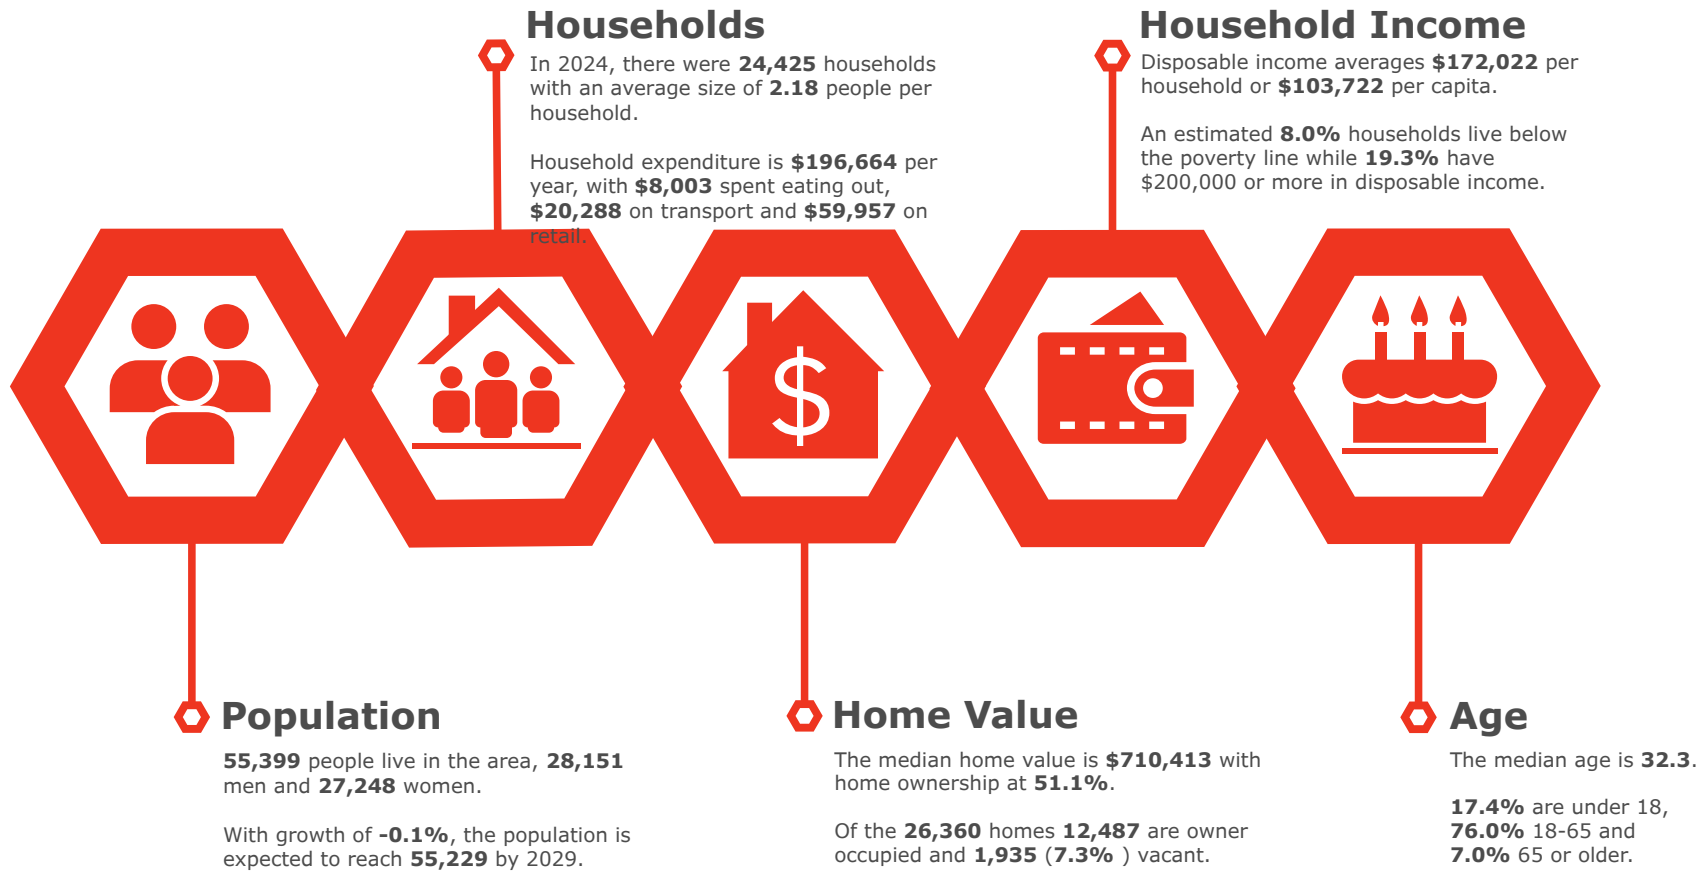 Households
In 2024, there were 24,425 households
with an average size of 2.18 people per
household.
Household expenditure is $196,664 per
year, with $8,003 spent eating out,
$20,288 on transport and $59,957 on
retail.
Household Income
Disposable income averages $172,022 per
household or $103,722 per capita.
An estimated 8.0% households live below
the poverty line while 19.3% have
$200,000 or more in disposable income.
$
Population
55,399 people live in the area, 28,151
men and 27,248 women.
With growth of -0.1%, the population is
expected to reach 55,229 by 2029.
Home Value
The median home value is $710,413 with
home ownership at 51.1%.
Of the 26,360 homes 12,487 are owner
occupied and 1,935 (7.3% ) vacant.
Age
The median age is 32.3.
17.4% are under 18,
76.0% 18-65 and
7.0% 65 or older.